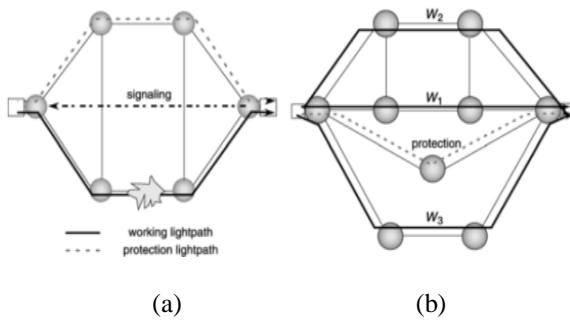 W2
signaling
W1
protection
W3
working lightpath
protection lightpath
(a) (b)